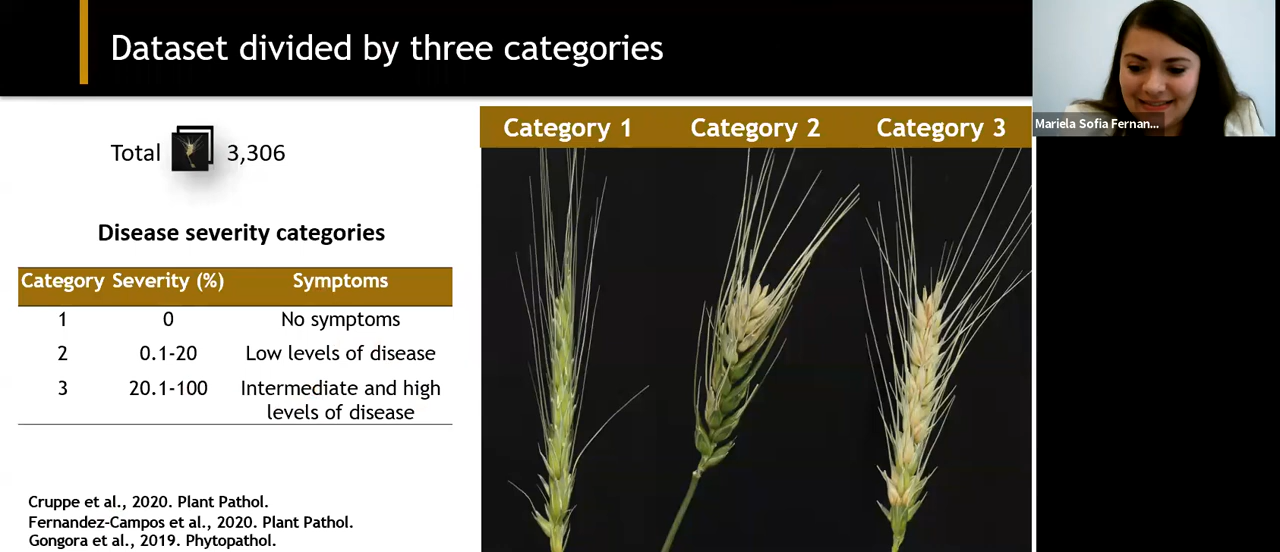 Dataset divided by three categories
Mariela Sofia Fernan...
Total 3,306
Disease severity categories
Category Severity (%) Symptoms
1 0 No symptoms
2 0.1-20 Low levels of disease
3 20.1-100 Intermediate and high
levels of disease
Category 1 Category 2 Category 3
Cruppe et al., 2020. Plant Pathol.
Fernandez-Campos et al., 2020. Plant Pathol.
Gongora et al., 2019. Phytopathol.